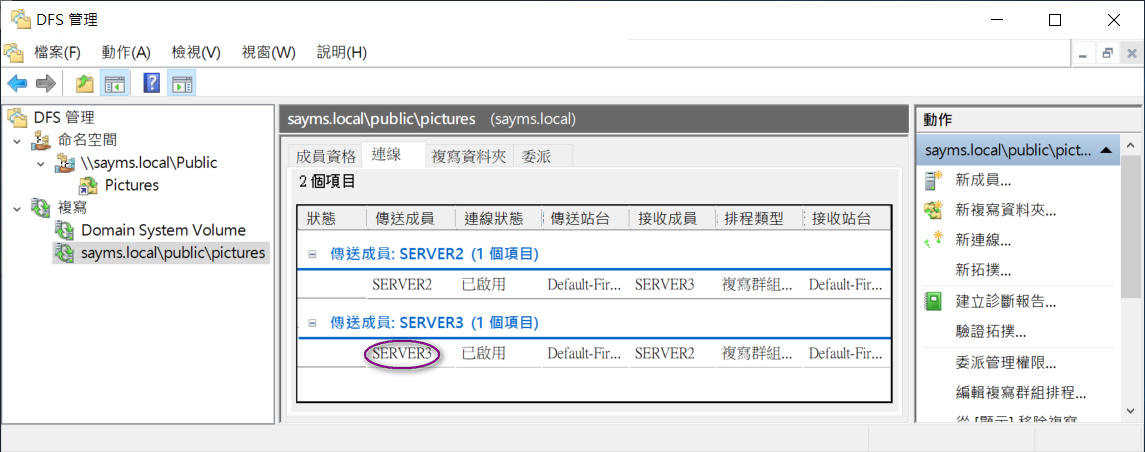 DFS 管理
檔案(F) 動作(A) 檢視(V) 視窗(W) 說明(H)
DFS 管理
命名空間
\\sayms.local\Public
Pictures
複寫
Domain System Volume
sayms.local\public\pictures
sayms.local\public\pictures (sayms.local)
成員資格 連線 複寫資料夾 委派
2 個項目
狀態 傳送成員 連線狀態 傳送站台 接收成員 排程類型 接收站台
傳送成員: SERVER2 (1 個項目)
SERVER2 已啟用 Default-Fir... SERVER3 複寫群組... Default-Fir...
傳送成員: SERVER3 (1 個項目)
SERVER3 已啟用 Default-Fir... SERVER2 複寫群組... Default-Fir...
動作
sayms.local\public\pict...
新成員...
新複寫資料夾...
新連線...
新拓撲...
建立診斷報告...
驗證拓撲...
委派管理權限...
編輯複寫群組排程...
從 [顯示] 移除複寫